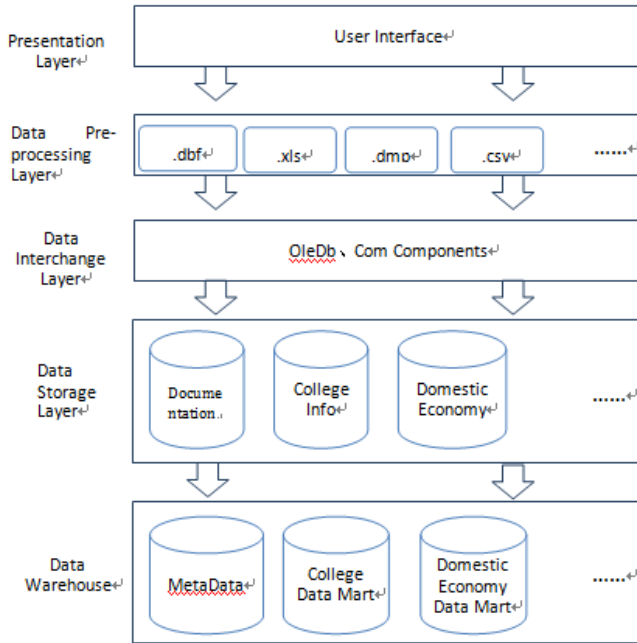 Presentation
Layer↵
User Interface↵
Data Pre-
processing
Layer↵
.dbf↵
.xls↵
.dmp↵
.csv↵
......↵
Data
Interchange
Layer↵
OleDb、Com Components↵
Data
Storage
Layer↵
Docume
ntation.↓
College
Info↵
Domestic
Economy↵
......↵
Data
Warehouse↵
MetaData↵
College
Data Mart↵
Domestic
Economy
Data Mart↵
......↵